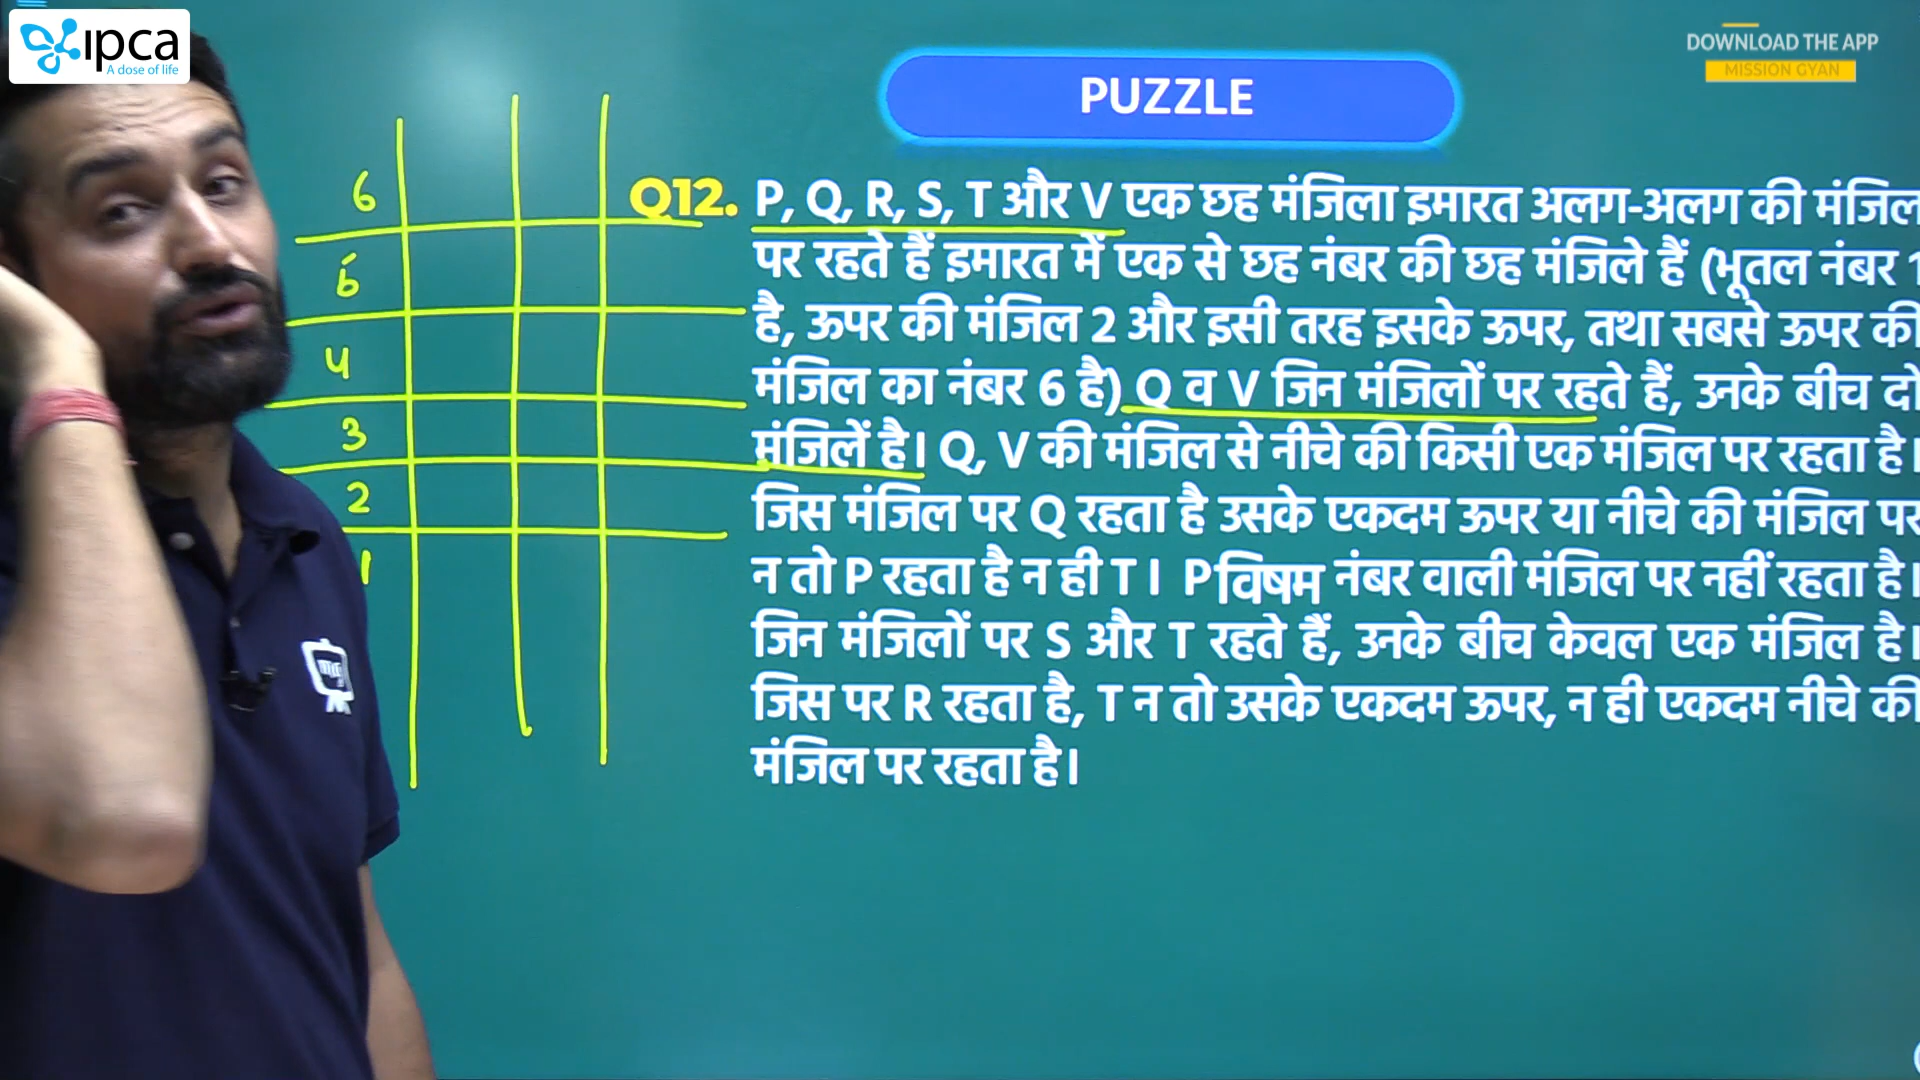 ipca
A dose of life
DOWNLOAD THE APP
MISSION GYAN
PUZZLE
Q12. P, Q, R, S, T और V एक छह मंजिला इमारत अलग-अलग की मंजिल
पर रहते हैं इमारत में एक से छह नंबर की छह मंजिले हैं (भूतल नंबर 1
है, ऊपर की मंजिल 2 और इसी तरह इसके ऊपर, तथा सबसे ऊपर की
मंजिल का नंबर 6 है) Q व V जिन मंजिलों पर रहते हैं, उनके बीच दो
मंजिलें है। Q, V की मंजिल से नीचे की किसी एक मंजिल पर रहता है।
जिस मंजिल पर Q रहता है उसके एकदम ऊपर या नीचे की मंजिल पर
न तो P रहता है न ही T। P विषम नंबर वाली मंजिल पर नहीं रहता है।
जिन मंजिलों पर S और T रहते हैं, उनके बीच केवल एक मंजिल है।
जिस पर R रहता है, T न तो उसके एकदम ऊपर, न ही एकदम नीचे की
मंजिल पर रहता है।
6
5
4
3
2
1